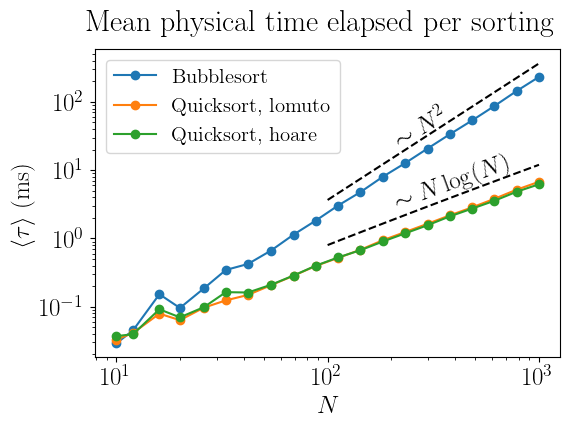 Mean physical time elapsed per sorting
Bubblesort
Quicksort, lomuto
Quicksort, hoare
∼ N²
∼ N log(N)
⟨τ⟩ (ms)
10²
10¹
10⁰
10⁻¹
10¹ 10² 10³
N